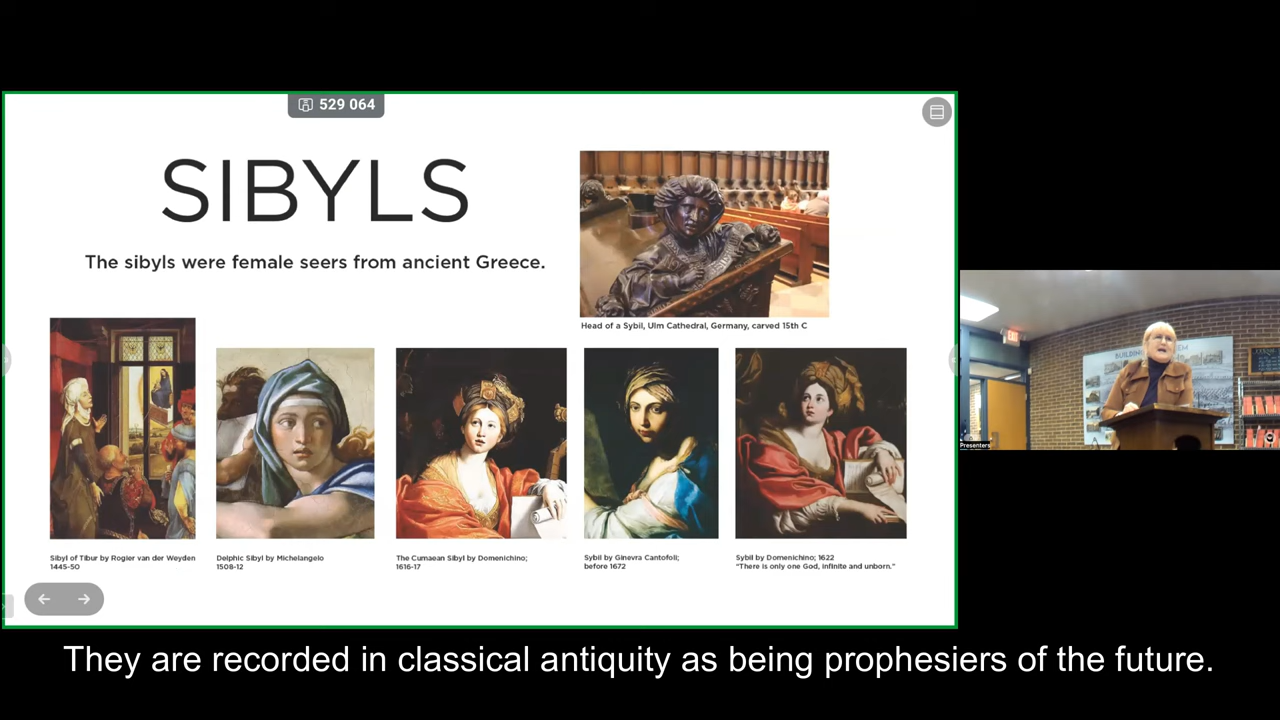 529 064
SIBYLS
The sibyls were female seers from ancient Greece.
Head of a Sybil, Ulm Cathedral, Germany, carved 15th C
Sibyl of Tibur by Rogier van der Weyden
1445-50
Delphic Sibyl by Michelangelo
1508-12
The Cumaean Sibyl by Domenichino;
1616-17
Sybil by Ginevra Cantofoli;
before 1672
Sybil by Domenichino; 1622
“There is only one God, infinite and unborn.”
EXIT
BUILDING
Presenters
They are recorded in classical antiquity as being prophesiers of the future.